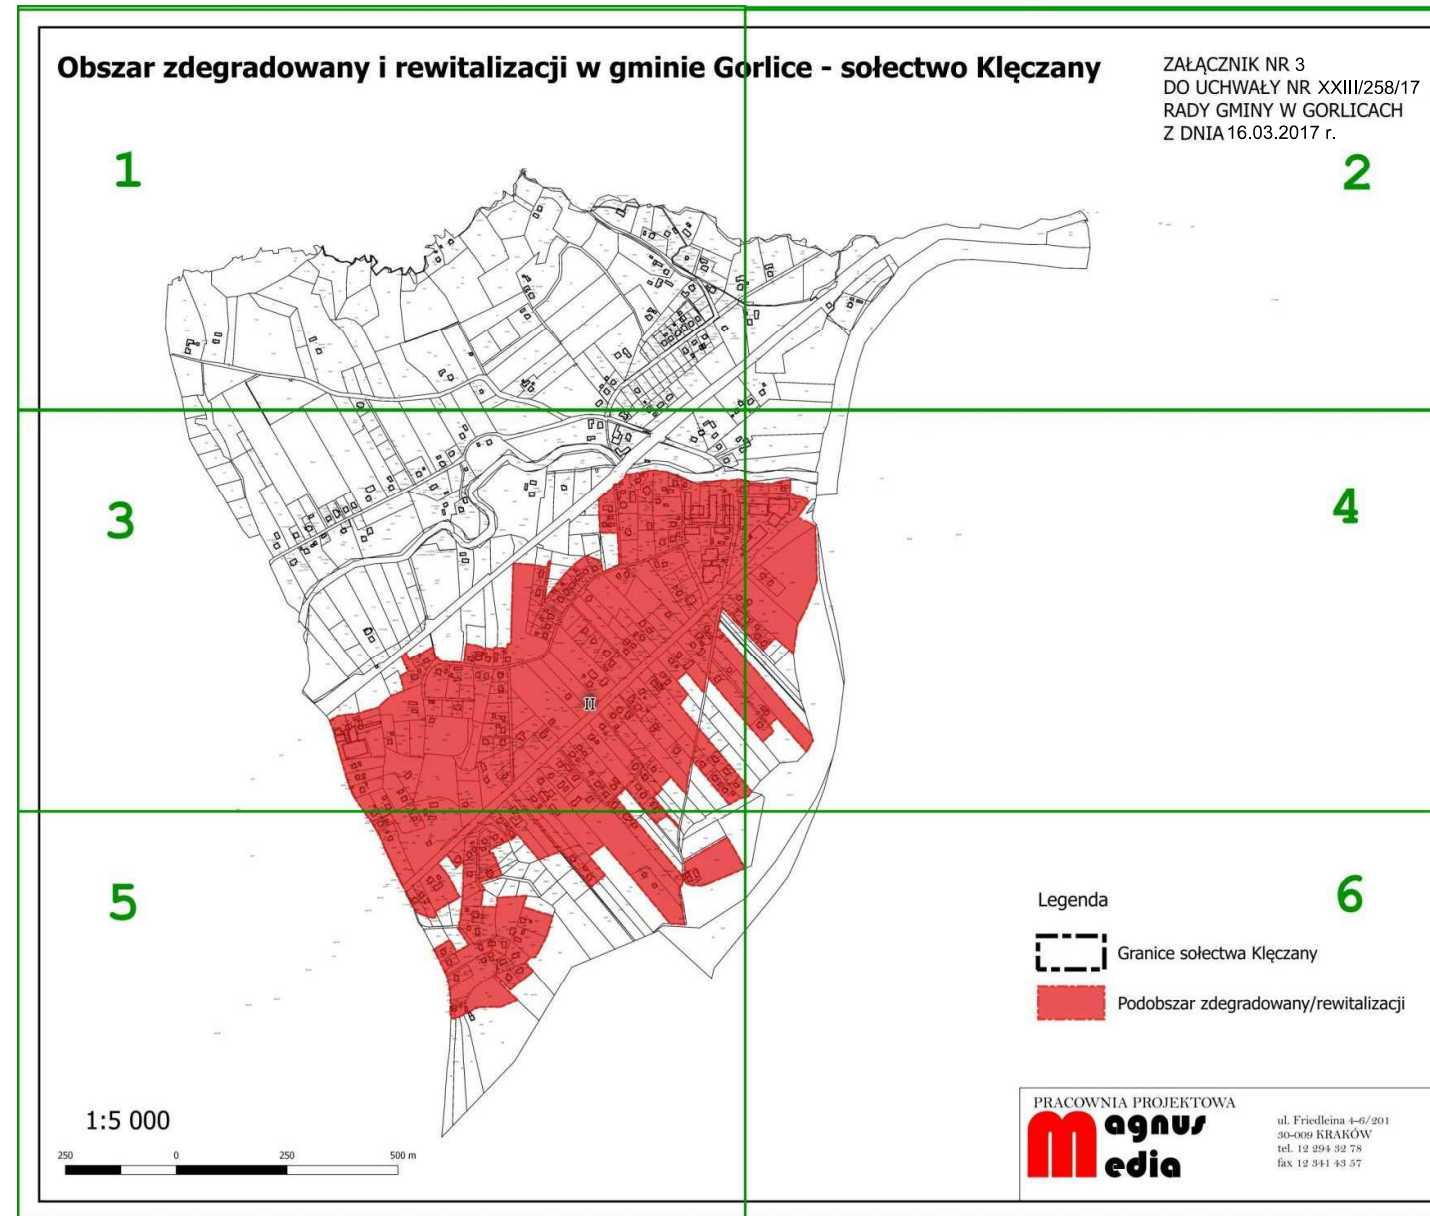 Obszar zdegradowany i rewitalizacji w gminie Gorlice - sołectwo Klęczany
ZAŁĄCZNIK NR 3
DO UCHWAŁY NR XXIII/258/17
RADY GMINY W GORLICACH
Z DNIA 16.03.2017 r.
1
2
3
4
II
5
6
Legenda
Granice sołectwa Klęczany
Podobszar zdegradowany/rewitalizacji
1:5 000
250 0 250 500 m
PRACOWNIA PROJEKTOWA
Magnus
Media
ul. Friedleina 4-6/201
30-009 KRAKÓW
tel. 12 294 32 78
fax 12 341 43 57